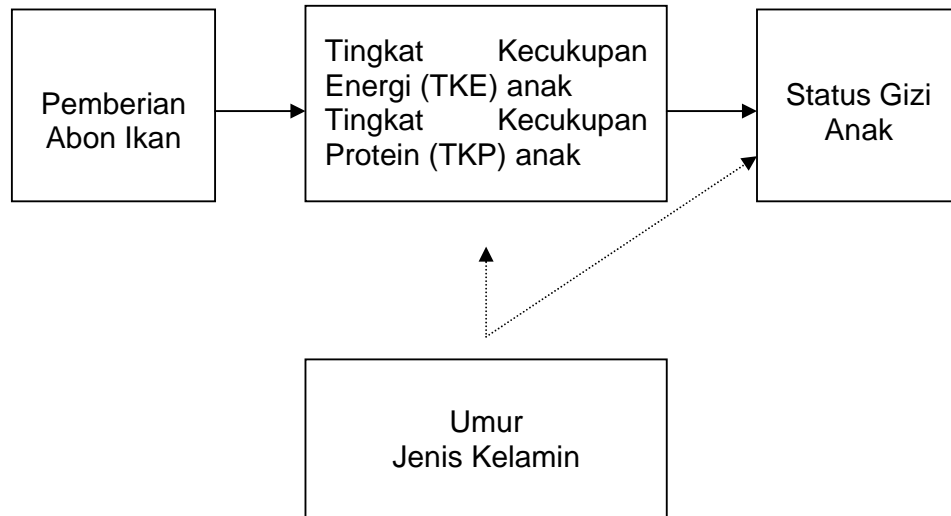 Pemberian
Abon Ikan
Tingkat Kecukupan
Energi (TKE) anak
Tingkat Kecukupan
Protein (TKP) anak
Status Gizi
Anak
Umur
Jenis Kelamin